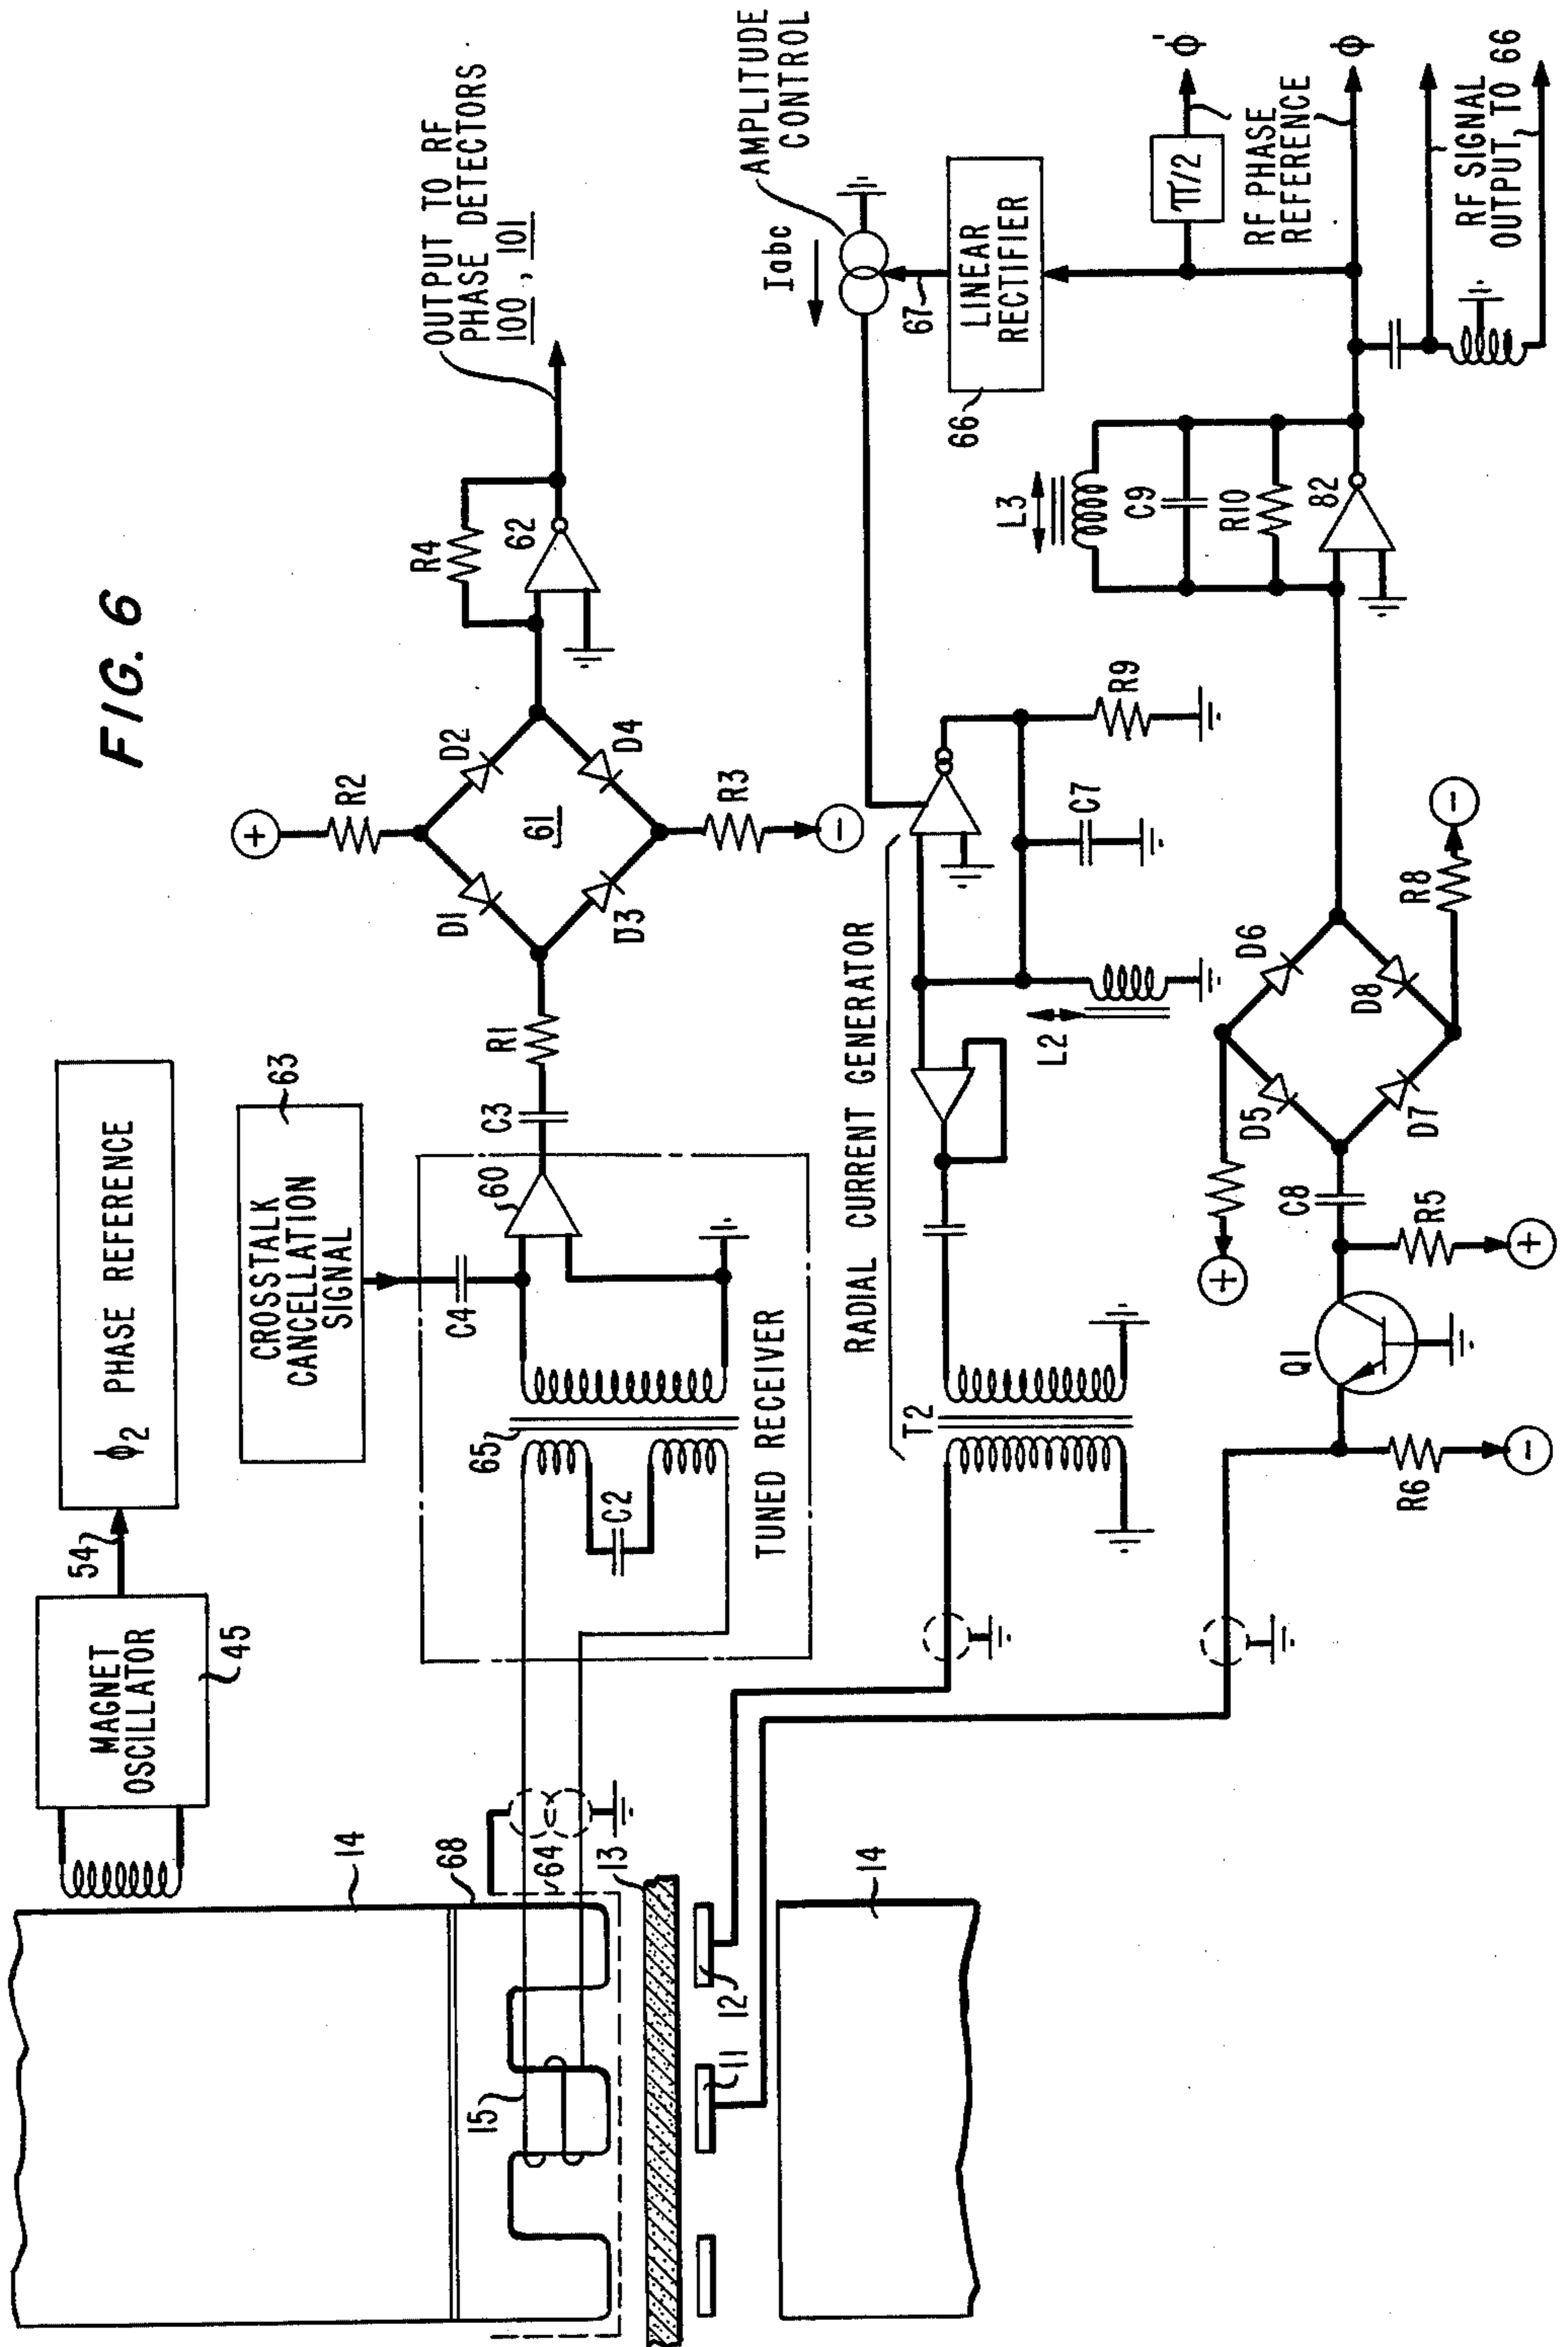 FIG. 6
MAGNET
OSCILLATOR
45
54
ϕ2 PHASE REFERENCE
CROSSTALK
CANCELLATION
SIGNAL
63
14
68
64
13
15
12
11
14
65
C2
C4
60
TUNED RECEIVER
C3
R1
D1
D2
D3
D4
61
R2
+
R3
-
R4
62
OUTPUT TO RF
PHASE DETECTORS
100, 101
RADIAL CURRENT GENERATOR
T2
L2
C7
R9
Iabc
AMPLITUDE
CONTROL
67
LINEAR
RECTIFIER
66
π/2
ϕ'
RF PHASE
REFERENCE
ϕ
RF SIGNAL
OUTPUT TO 66
R6
-
Q1
R5
+
C8
+
D5
D6
D7
D8
R8
-
L3
C9
R10
82